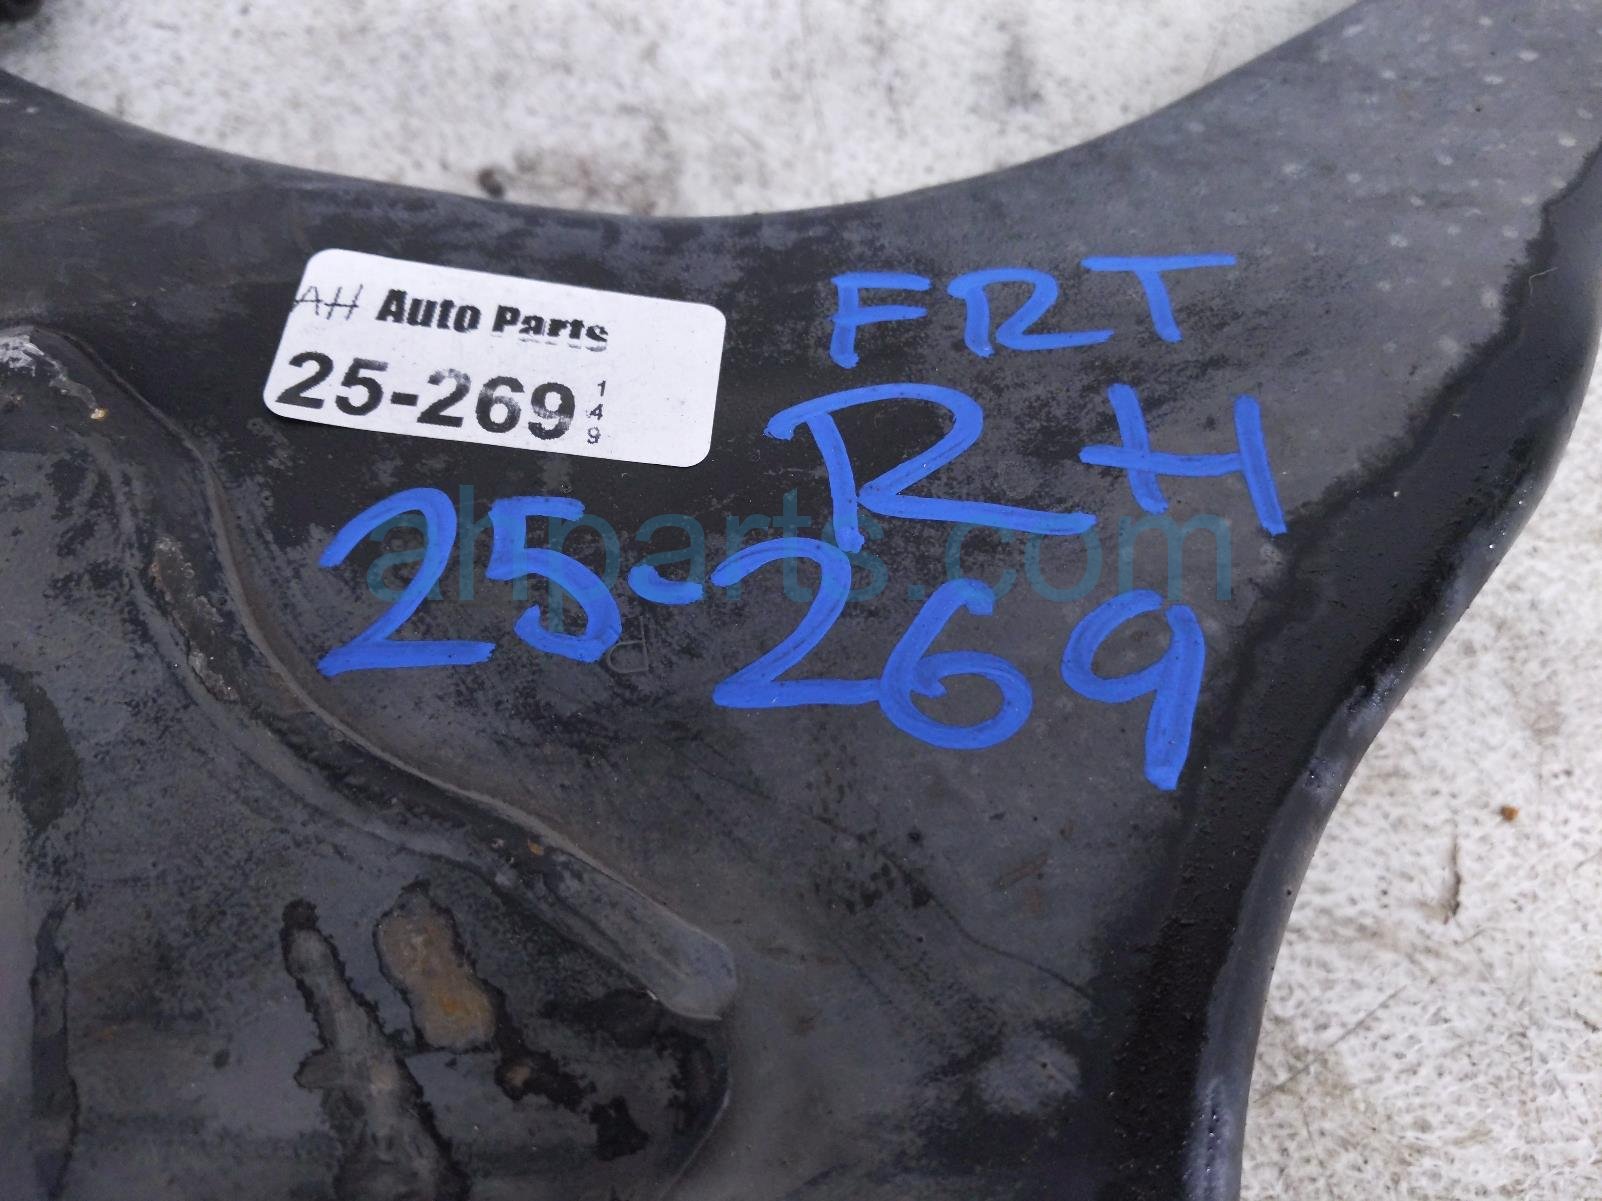 AH Auto Parts
25-269 149
FRT
RH
25-269
ahparts.com
R